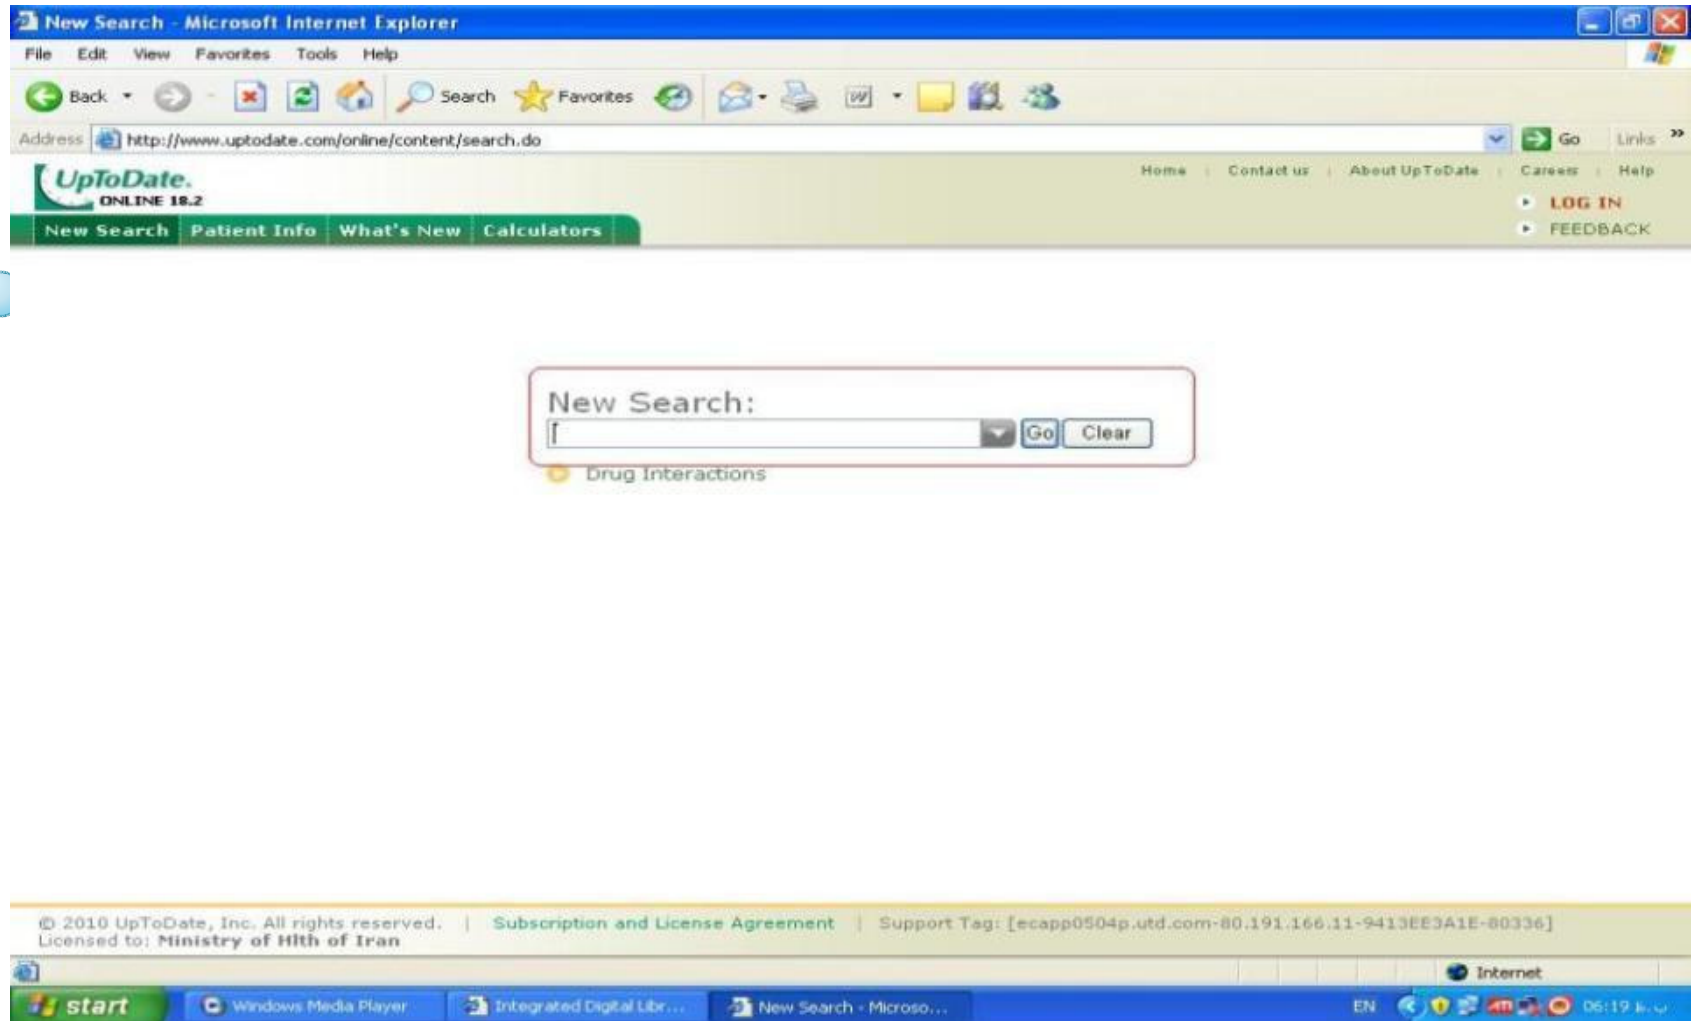 New Search - Microsoft Internet Explorer
File Edit View Favorites Tools Help
Back Search Favorites
Address http://www.uptodate.com/online/content/search.do Go Links »
UpToDate.
ONLINE 18.2
Home | Contact us | About UpToDate | Careers | Help
LOG IN
FEEDBACK
New Search Patient Info What's New Calculators
New Search:
Go Clear
Drug Interactions
© 2010 UpToDate, Inc. All rights reserved. | Subscription and License Agreement | Support Tag: [ecapp0504p.utd.com-80.191.166.11-9413EE3A1E-80336]
Licensed to: Ministry of Hlth of Iran
Internet
start Windows Media Player Integrated Digital Libr... New Search - Microso... EN 06:19